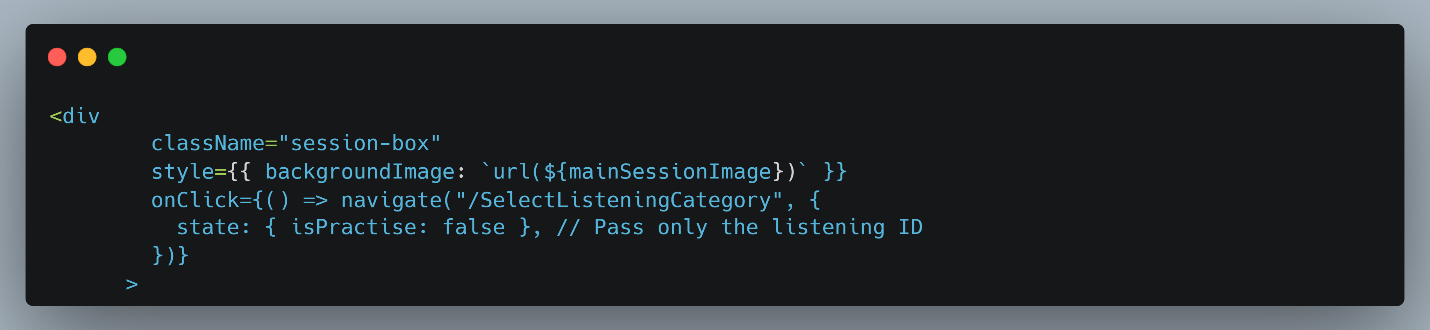 <div
className="session-box"
style={{ backgroundImage: `url(${mainSessionImage})` }}
onClick={() => navigate("/SelectListeningCategory", {
state: { isPractise: false }, // Pass only the listening ID
})}
>